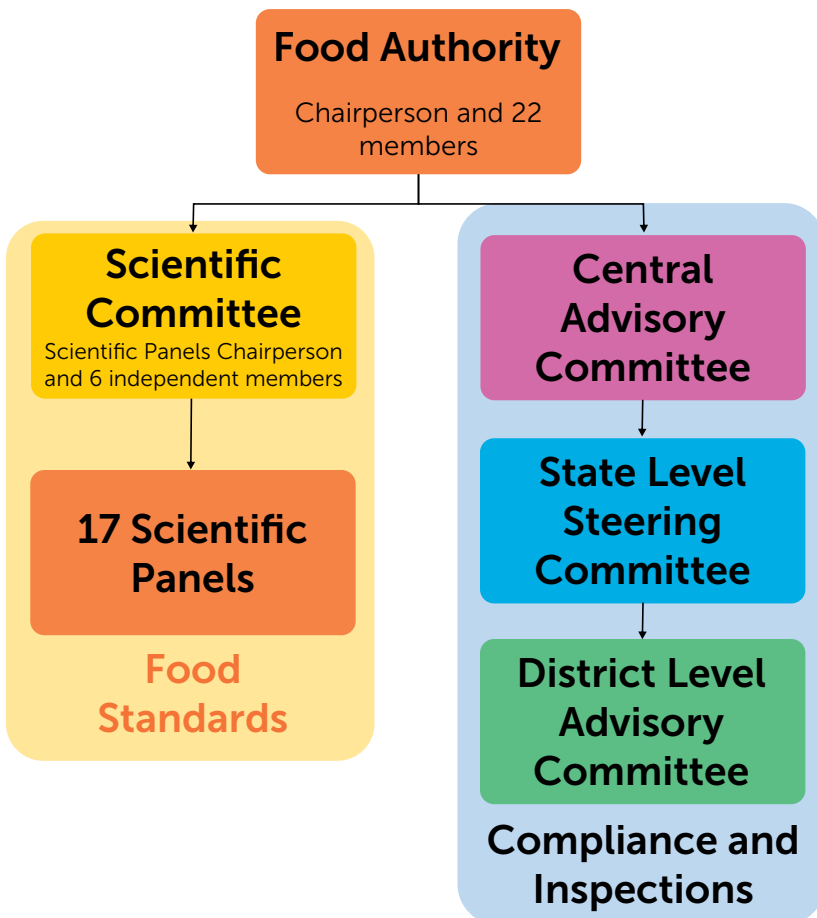 Food Authority
Chairperson and 22
members
Scientific
Committee
Scientific Panels Chairperson
and 6 independent members
17 Scientific
Panels
Food
Standards
Central
Advisory
Committee
State Level
Steering
Committee
District Level
Advisory
Committee
Compliance and
Inspections